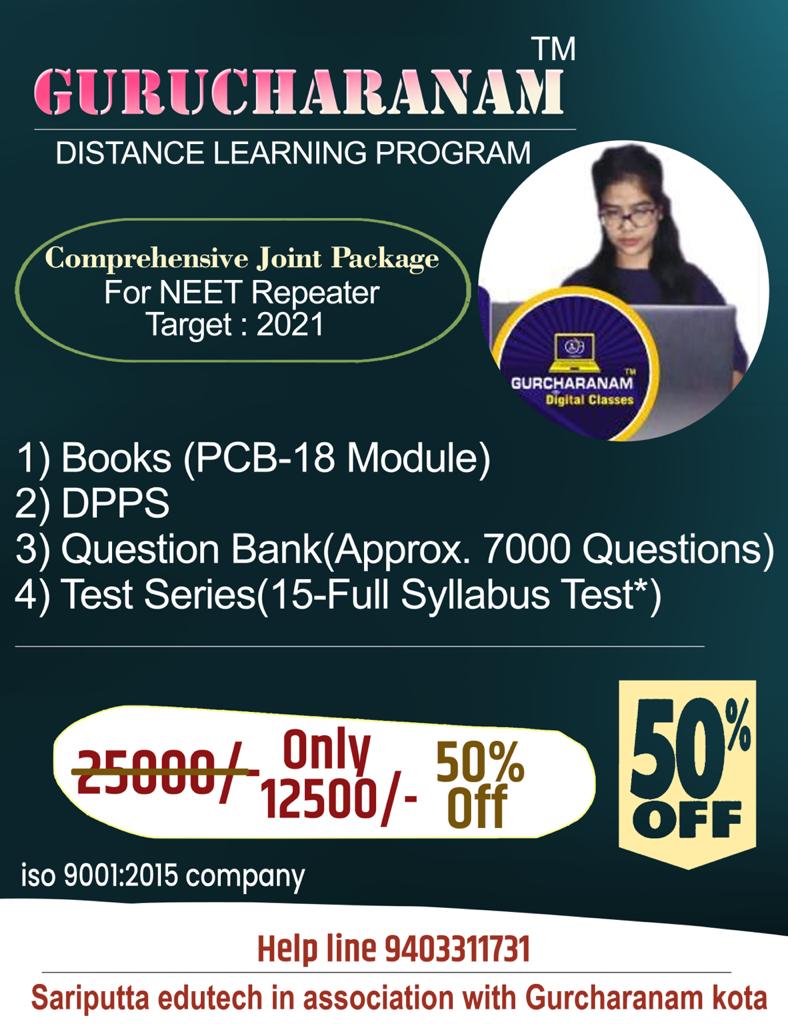 TM
GURUCHARANAM
DISTANCE LEARNING PROGRAM
Comprehensive Joint Package
For NEET Repeater
Target : 2021
GURCHARANAM TM
Digital Classes
1) Books (PCB-18 Module)
2) DPPS
3) Question Bank(Approx. 7000 Questions)
4) Test Series(15-Full Syllabus Test*)
25000/- Only 12500/- 50% Off
50% OFF
iso 9001:2015 company
Help line 9403311731
Sariputta edutech in association with Gurcharanam kota